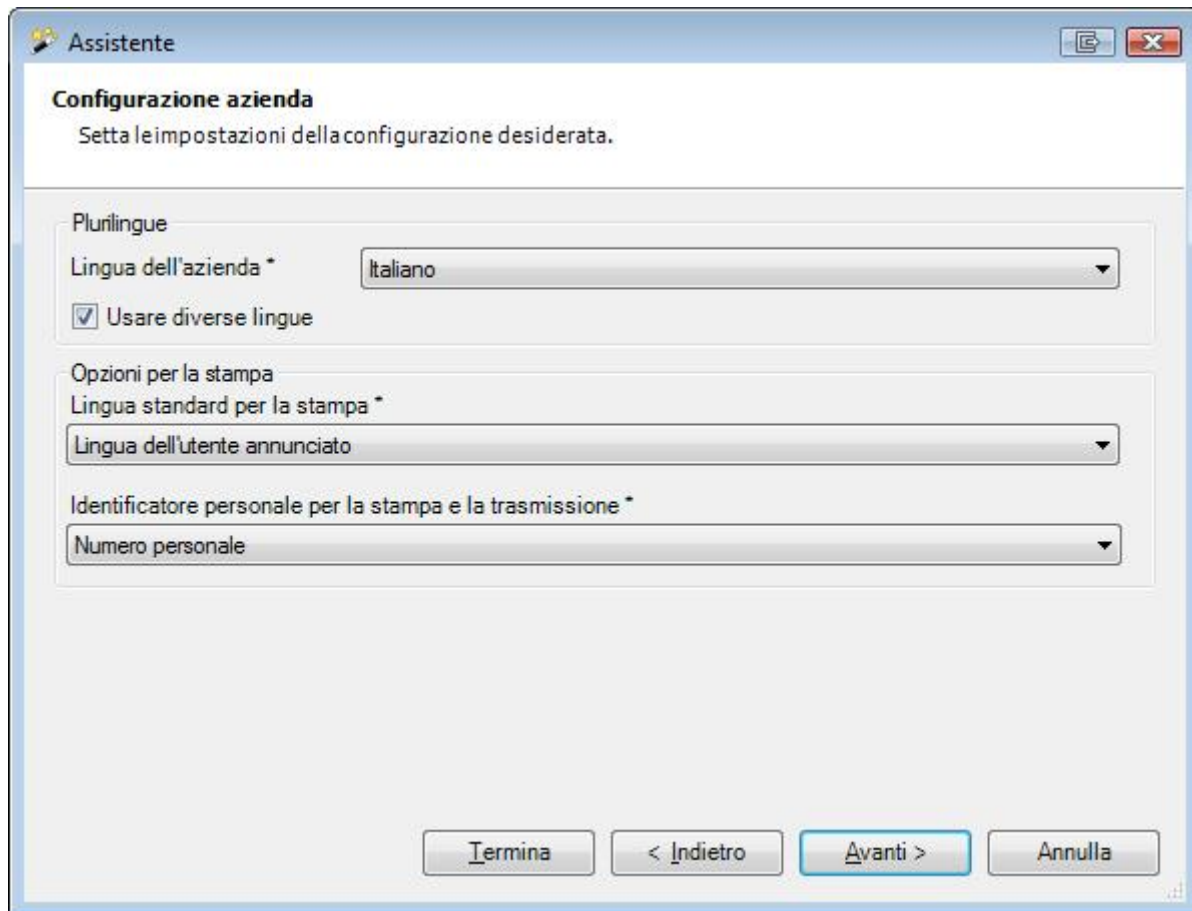 Assistente
Configurazione azienda
Setta le impostazioni della configurazione desiderata.
Plurilingue
Lingua dell'azienda *
Italiano
Usare diverse lingue
Opzioni per la stampa
Lingua standard per la stampa *
Lingua dell'utente annunciato
Identificatore personale per la stampa e la trasmissione *
Numero personale
Termina
< Indietro
Avanti >
Annulla